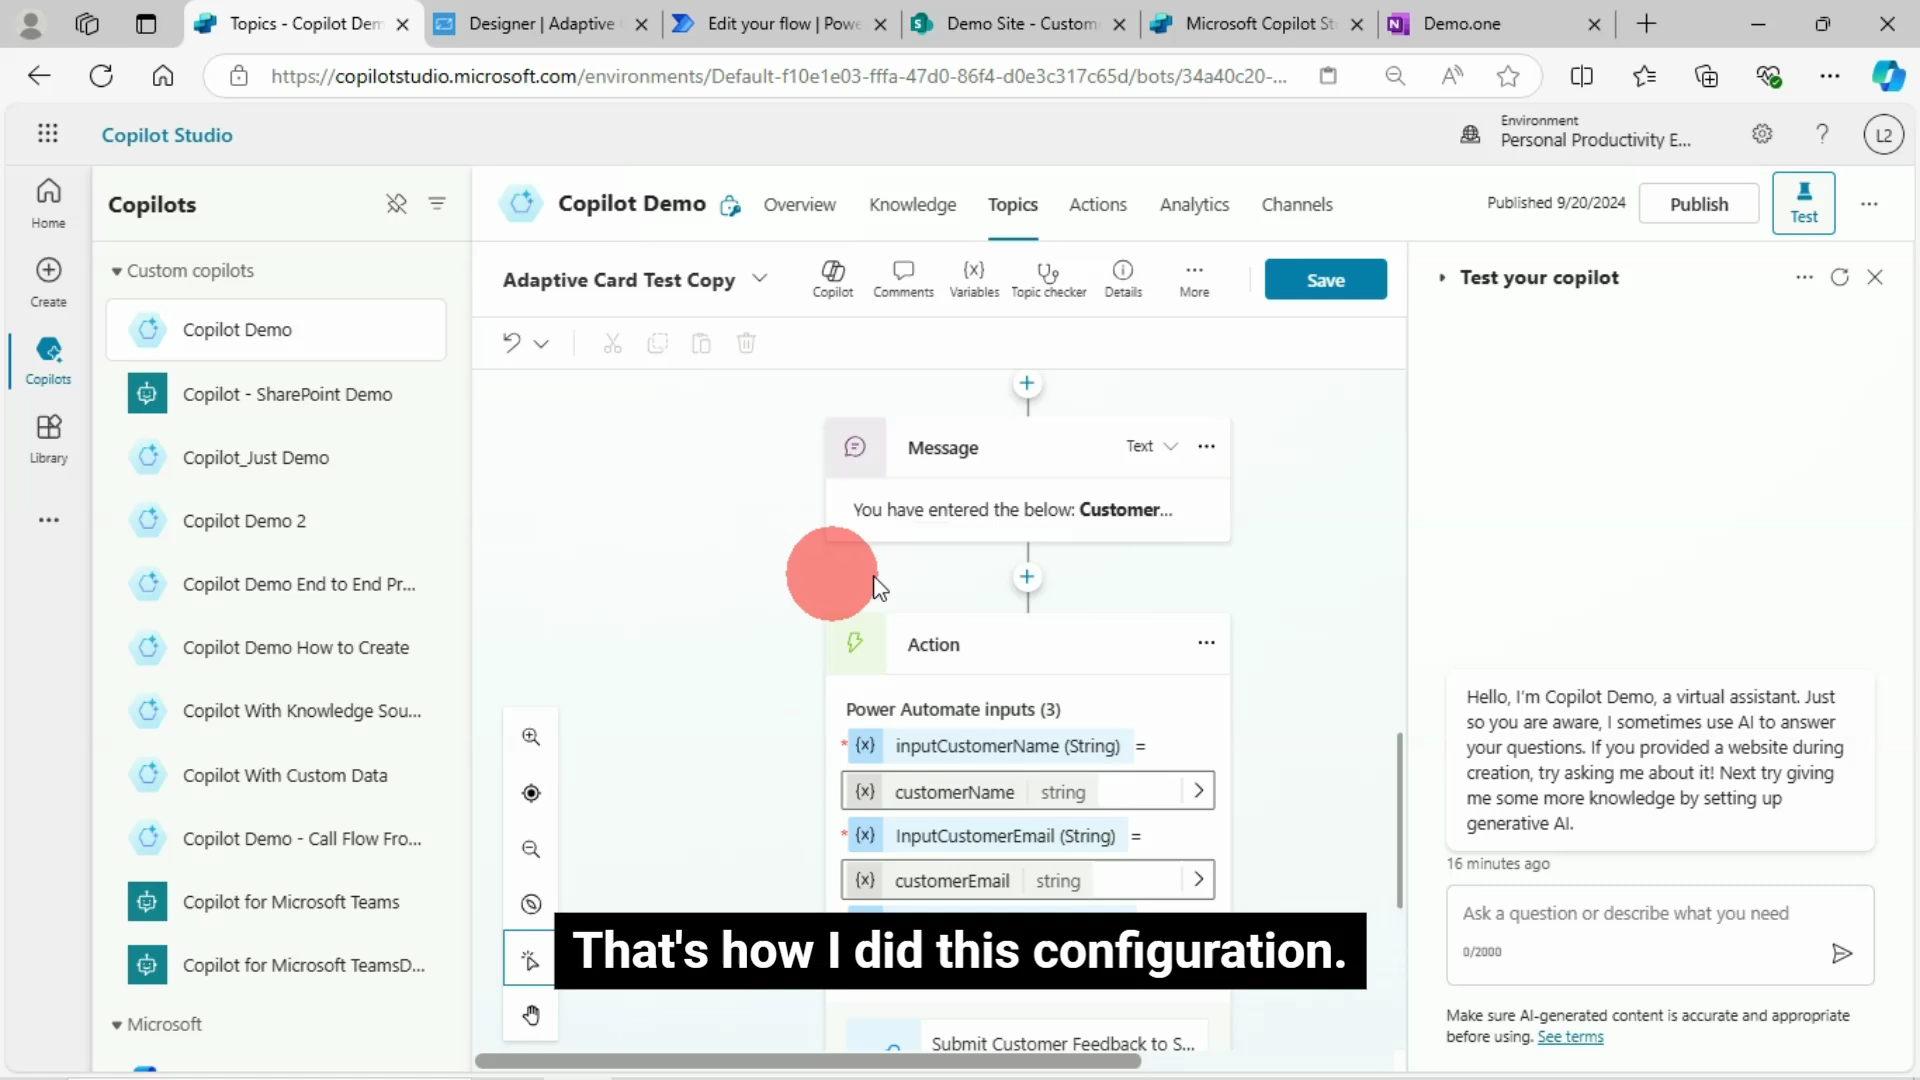 Topics - Copilot Dem
Designer | Adaptive
Edit your flow | Powe
Demo Site - Custom
Microsoft Copilot St
Demo.one
https://copilotstudio.microsoft.com/environments/Default-f10e1e03-fffa-47d0-86f4-d0e3c317c65d/bots/34a40c20-...
Copilot Studio
Environment
Personal Productivity E...
L2
Home
Create
Copilots
Library
Copilots
Custom copilots
Copilot Demo
Copilot - SharePoint Demo
Copilot_Just Demo
Copilot Demo 2
Copilot Demo End to End Pr...
Copilot Demo How to Create
Copilot With Knowledge Sou...
Copilot With Custom Data
Copilot Demo - Call Flow Fro...
Copilot for Microsoft Teams
Copilot for Microsoft TeamsD...
Microsoft
Copilot Demo
Overview
Knowledge
Topics
Actions
Analytics
Channels
Published 9/20/2024
Publish
Test
Adaptive Card Test Copy
Copilot
Comments
{x} Variables
Topic checker
Details
More
Save
Message
Text
You have entered the below: Customer...
Action
Power Automate inputs (3)
* {x} inputCustomerName (String) =
{x} customerName string
* {x} InputCustomerEmail (String) =
{x} customerEmail string
That's how I did this configuration.
Submit Customer Feedback to S...
Test your copilot
Hello, I'm Copilot Demo, a virtual assistant. Just
so you are aware, I sometimes use AI to answer
your questions. If you provided a website during
creation, try asking me about it! Next try giving
me some more knowledge by setting up
generative AI.
16 minutes ago
Ask a question or describe what you need
0/2000
Make sure AI-generated content is accurate and appropriate
before using. See terms